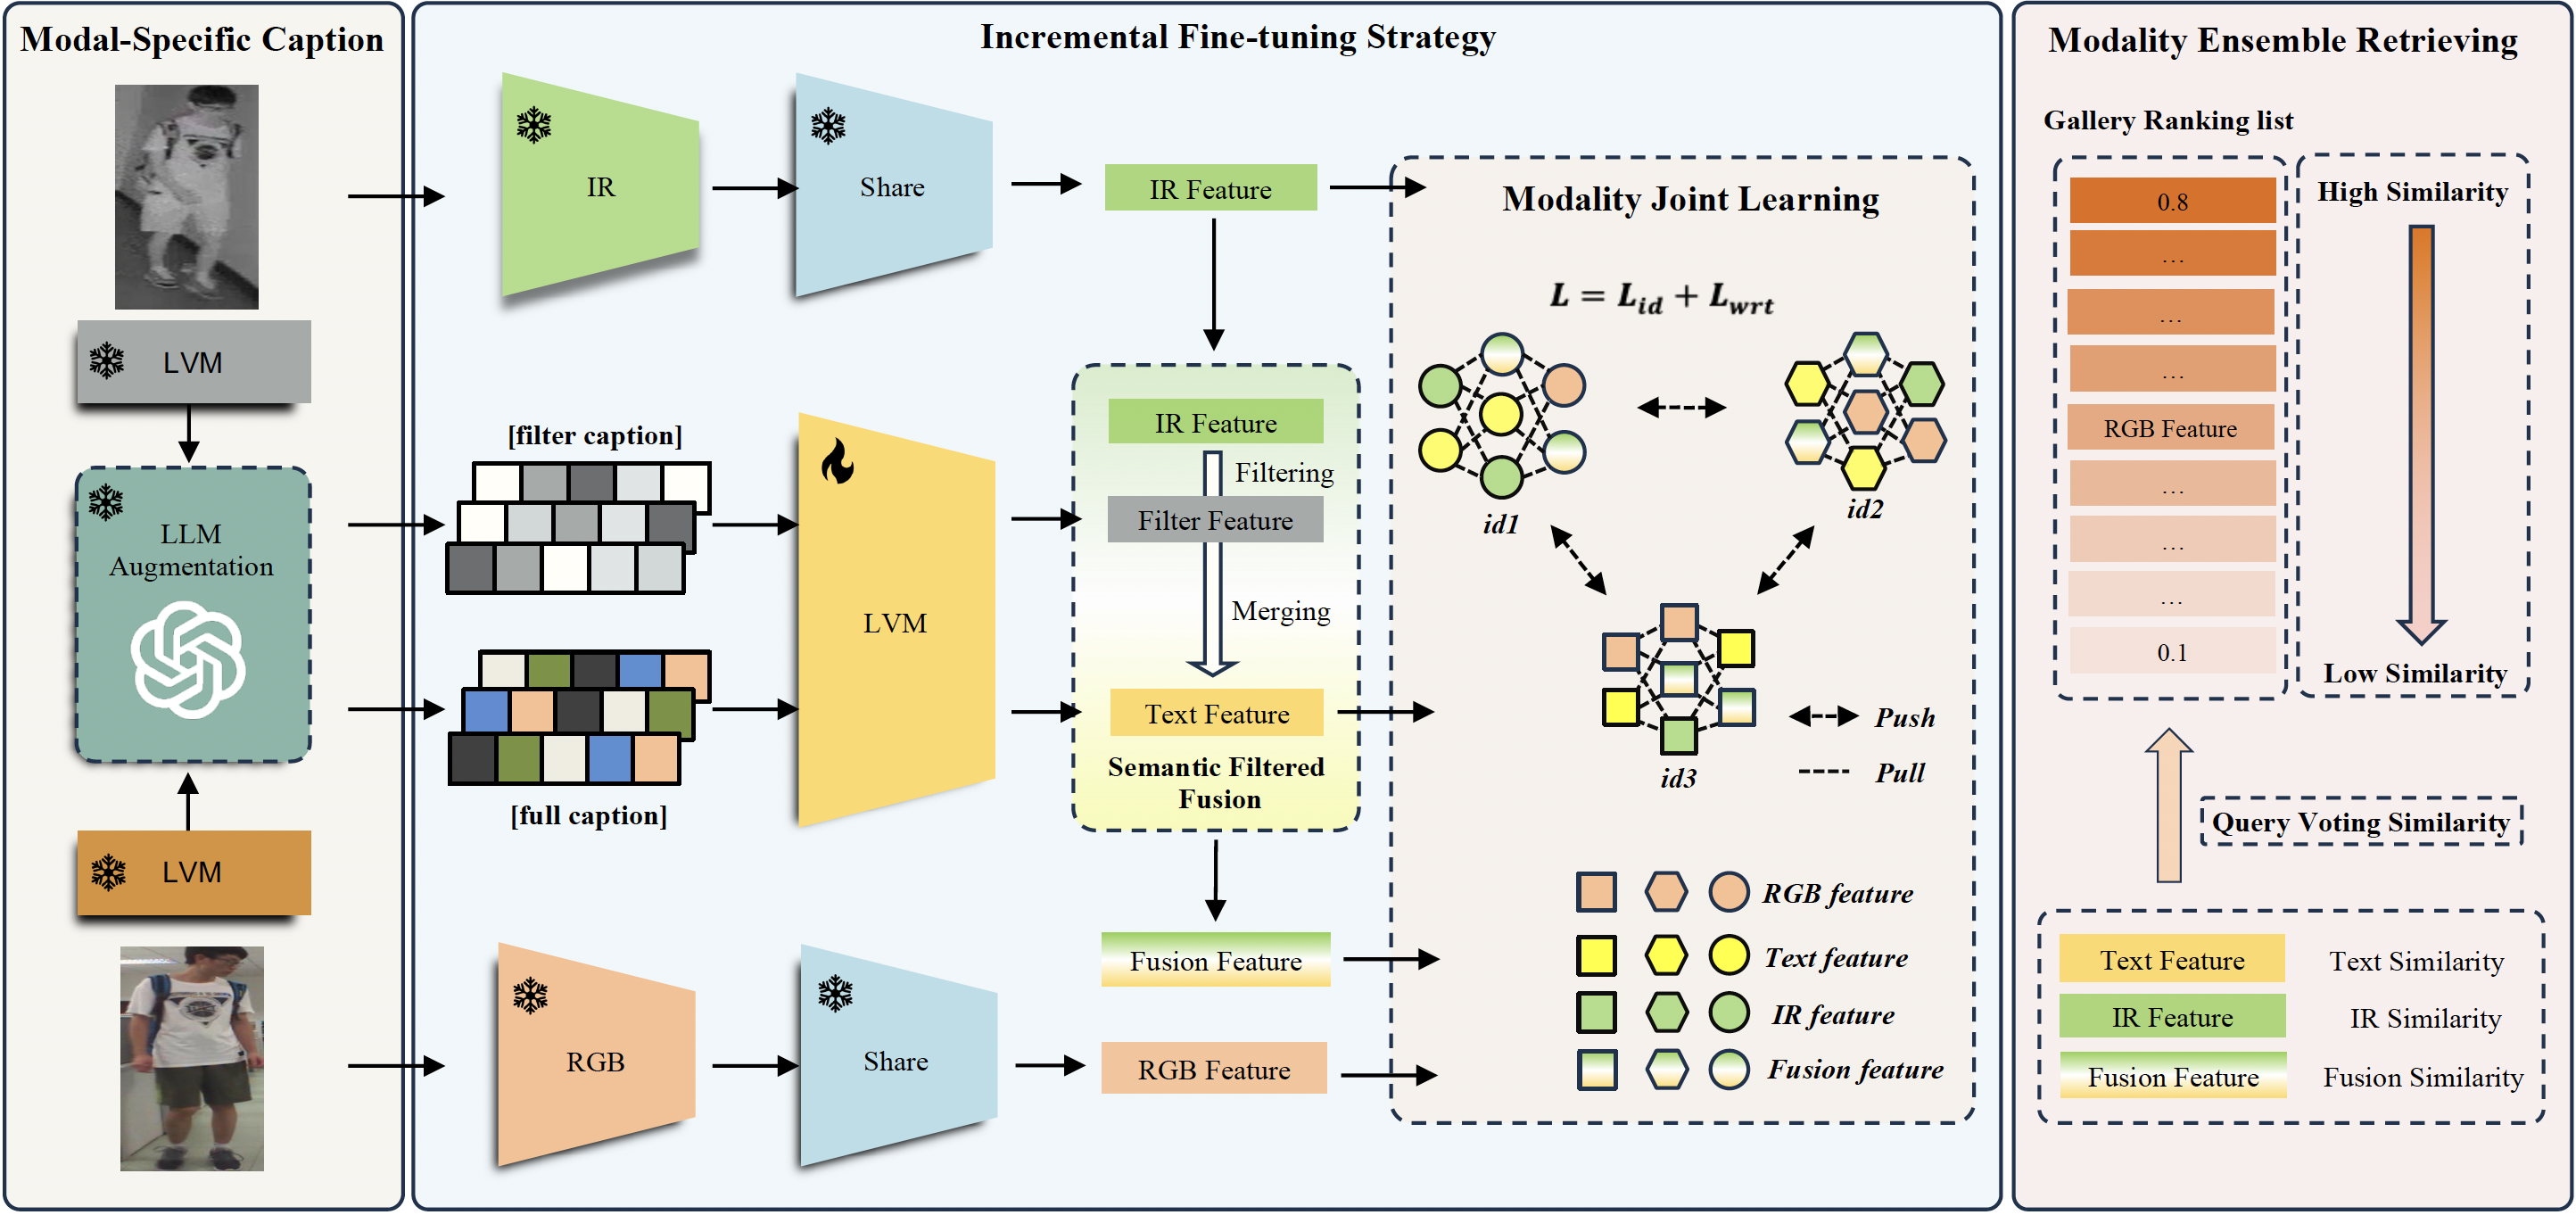 Modal-Specific Caption
LVM
LLM
Augmentation
LVM
Incremental Fine-tuning Strategy
IR
Share
IR Feature
[filter caption]
[full caption]
LVM
IR Feature
Filtering
Filter Feature
Merging
Text Feature
Semantic Filtered
Fusion
Fusion Feature
RGB
Share
RGB Feature
Modality Joint Learning
L = L_id + L_wrt
id1
id2
id3
Push
Pull
RGB feature
Text feature
IR feature
Fusion feature
Modality Ensemble Retrieving
Gallery Ranking list
0.8
...
...
...
RGB Feature
...
...
...
0.1
High Similarity
Low Similarity
Query Voting Similarity
Text Feature Text Similarity
IR Feature IR Similarity
Fusion Feature Fusion Similarity